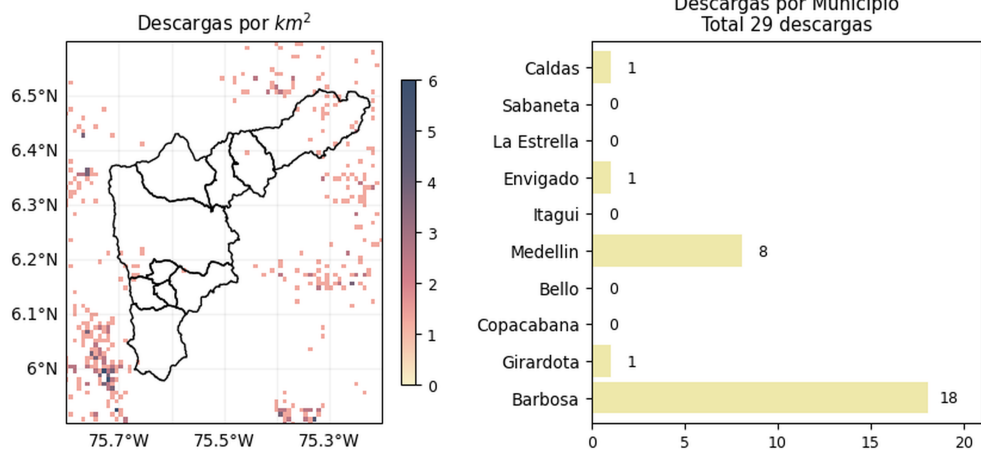 Descargas por km²
6.5°N
6.4°N
6.3°N
6.2°N
6.1°N
6°N
75.7°W 75.5°W 75.3°W
6
5
4
3
2
1
0
Descargas por Municipio
Total 29 descargas
Caldas 1
Sabaneta 0
La Estrella 0
Envigado 1
Itagui 0
Medellin 8
Bello 0
Copacabana 0
Girardota 1
Barbosa 18
0 5 10 15 20